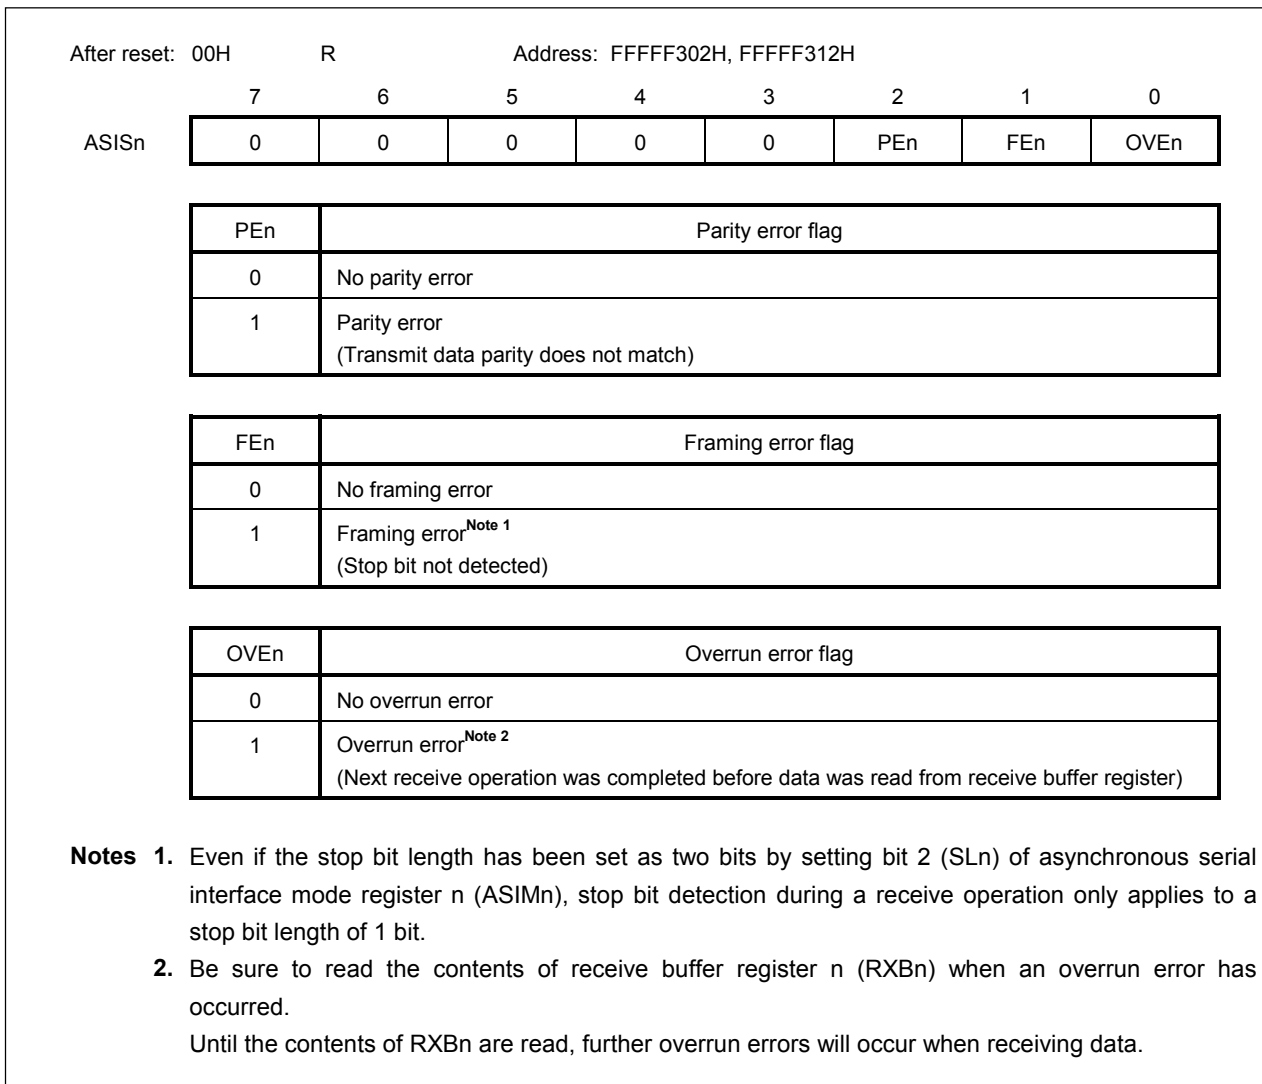 After reset: 00H R Address: FFFFF302H, FFFFF312H
7 6 5 4 3 2 1 0
ASISn 0 0 0 0 0 PEn FEn OVEn
PEn Parity error flag
0 No parity error
1 Parity error
(Transmit data parity does not match)
FEn Framing error flag
0 No framing error
1 Framing errorNote 1
(Stop bit not detected)
OVEn Overrun error flag
0 No overrun error
1 Overrun errorNote 2
(Next receive operation was completed before data was read from receive buffer register)
Notes 1. Even if the stop bit length has been set as two bits by setting bit 2 (SLn) of asynchronous serial
interface mode register n (ASIMn), stop bit detection during a receive operation only applies to a
stop bit length of 1 bit.
2. Be sure to read the contents of receive buffer register n (RXBn) when an overrun error has
occurred.
Until the contents of RXBn are read, further overrun errors will occur when receiving data.